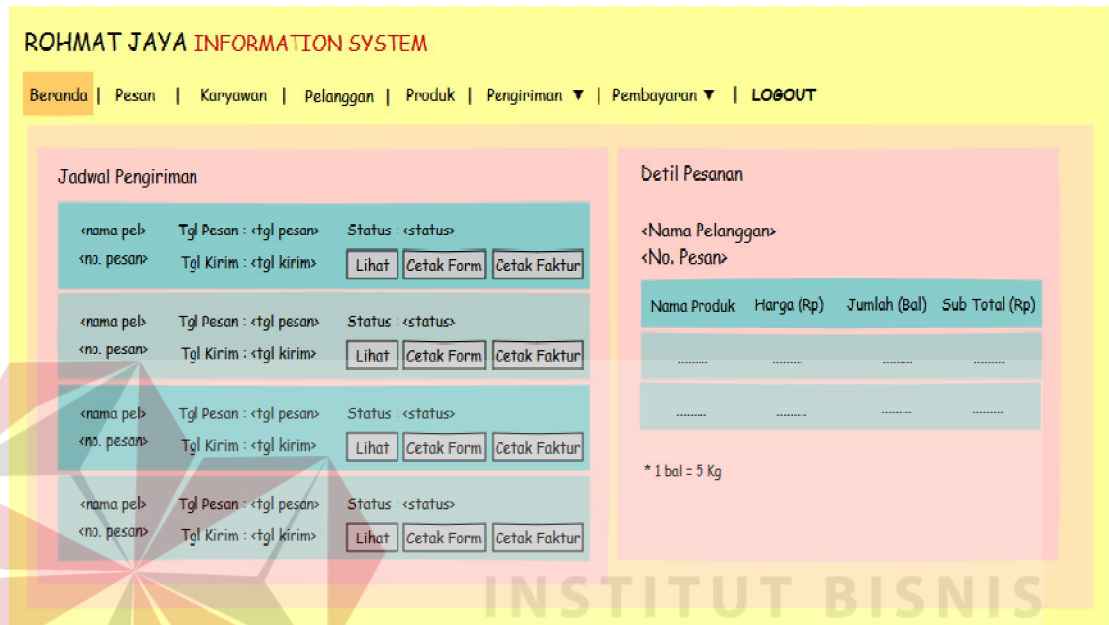 ROHMAT JAYA INFORMATION SYSTEM
Beranda | Pesan | Karyawan | Pelanggan | Produk | Pengiriman ▼ | Pembayaran ▼ | LOGOUT
Jadwal Pengiriman
<nama pel> Tgl Pesan : <tgl pesan> Status : <status>
<no. pesan> Tgl Kirim : <tgl kirim> Lihat Cetak Form Cetak Faktur
<nama pel> Tgl Pesan : <tgl pesan> Status : <status>
<no. pesan> Tgl Kirim : <tgl kirim> Lihat Cetak Form Cetak Faktur
<nama pel> Tgl Pesan : <tgl pesan> Status : <status>
<no. pesan> Tgl Kirim : <tgl kirim> Lihat Cetak Form Cetak Faktur
<nama pel> Tgl Pesan : <tgl pesan> Status : <status>
<no. pesan> Tgl Kirim : <tgl kirim> Lihat Cetak Form Cetak Faktur
Detil Pesanan
<Nama Pelanggan>
<No. Pesan>
Nama Produk Harga (Rp) Jumlah (Bal) Sub Total (Rp)
.......... .......... .......... ..........
.......... .......... .......... ..........
* 1 bal = 5 Kg
INSTITUT BISNIS